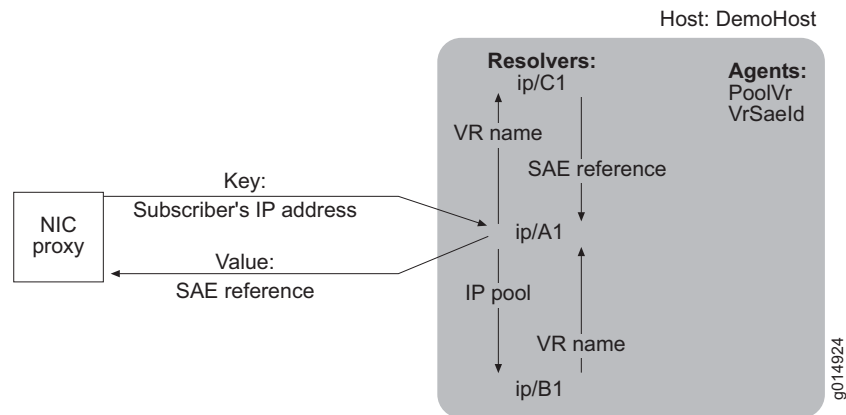 Host: DemoHost
Resolvers:
ip/C1
Agents:
PoolVr
VrSaeId
VR name
SAE reference
Key:
Subscriber's IP address
NIC
proxy
ip/A1
Value:
SAE reference
IP pool
VR name
ip/B1
g014924